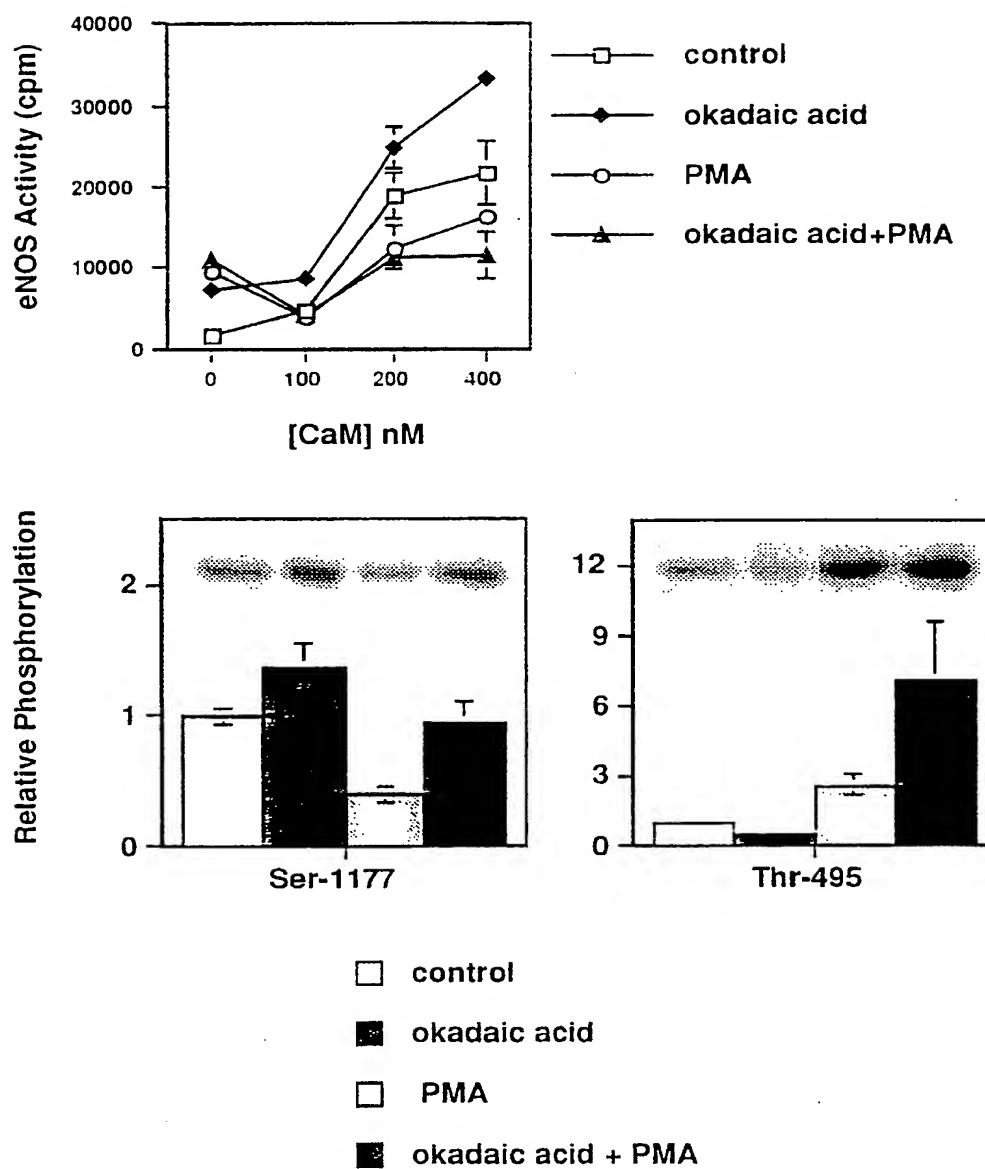 40000
30000
20000
10000
0
eNOS Activity (cpm)
0 100 200 400
[CaM] nM
control
okadaic acid
PMA
okadaic acid+PMA
Relative Phosphorylation
2
1
0
Ser-1177
12
9
6
3
0
Thr-495
control
okadaic acid
PMA
okadaic acid + PMA